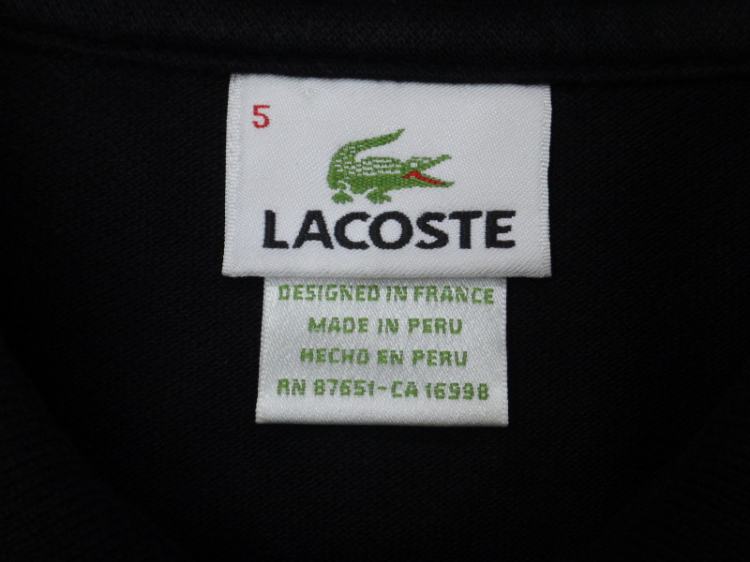 5
LACOSTE
DESIGNED IN FRANCE
MADE IN PERU
HECHO EN PERU
RN 87651-CA 16998